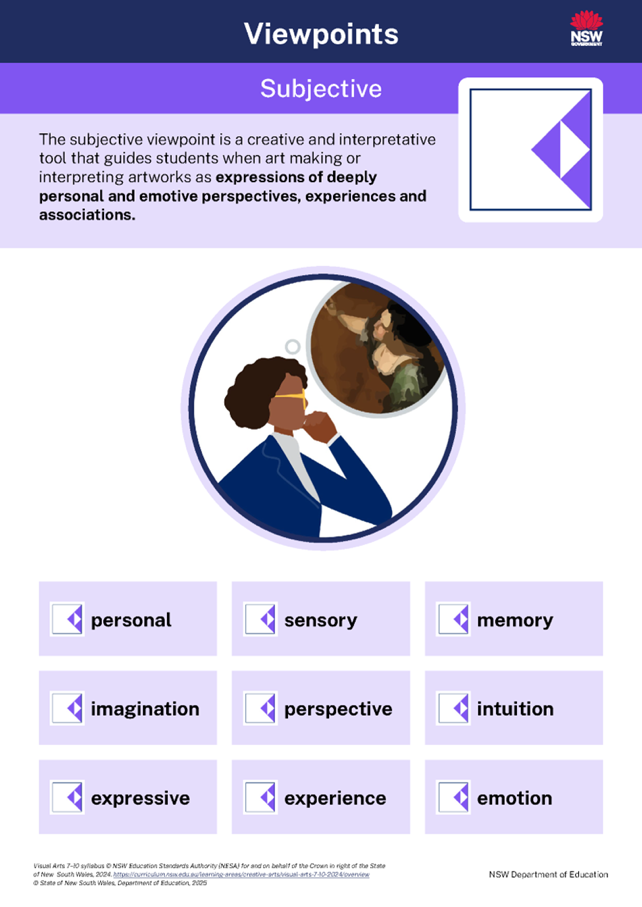 Viewpoints
NSW
GOVERNMENT
Subjective
The subjective viewpoint is a creative and interpretative
tool that guides students when art making or
interpreting artworks as expressions of deeply
personal and emotive perspectives, experiences and
associations.
personal
sensory
memory
imagination
perspective
intuition
expressive
experience
emotion
Visual Arts 7–10 syllabus © NSW Education Standards Authority (NESA) for and on behalf of the Crown in right of the State
of New South Wales, 2024. https://curriculum.nsw.edu.au/learning-areas/creative-arts/visual-arts-7-10-2024/overview
© State of New South Wales, Department of Education, 2025
NSW Department of Education